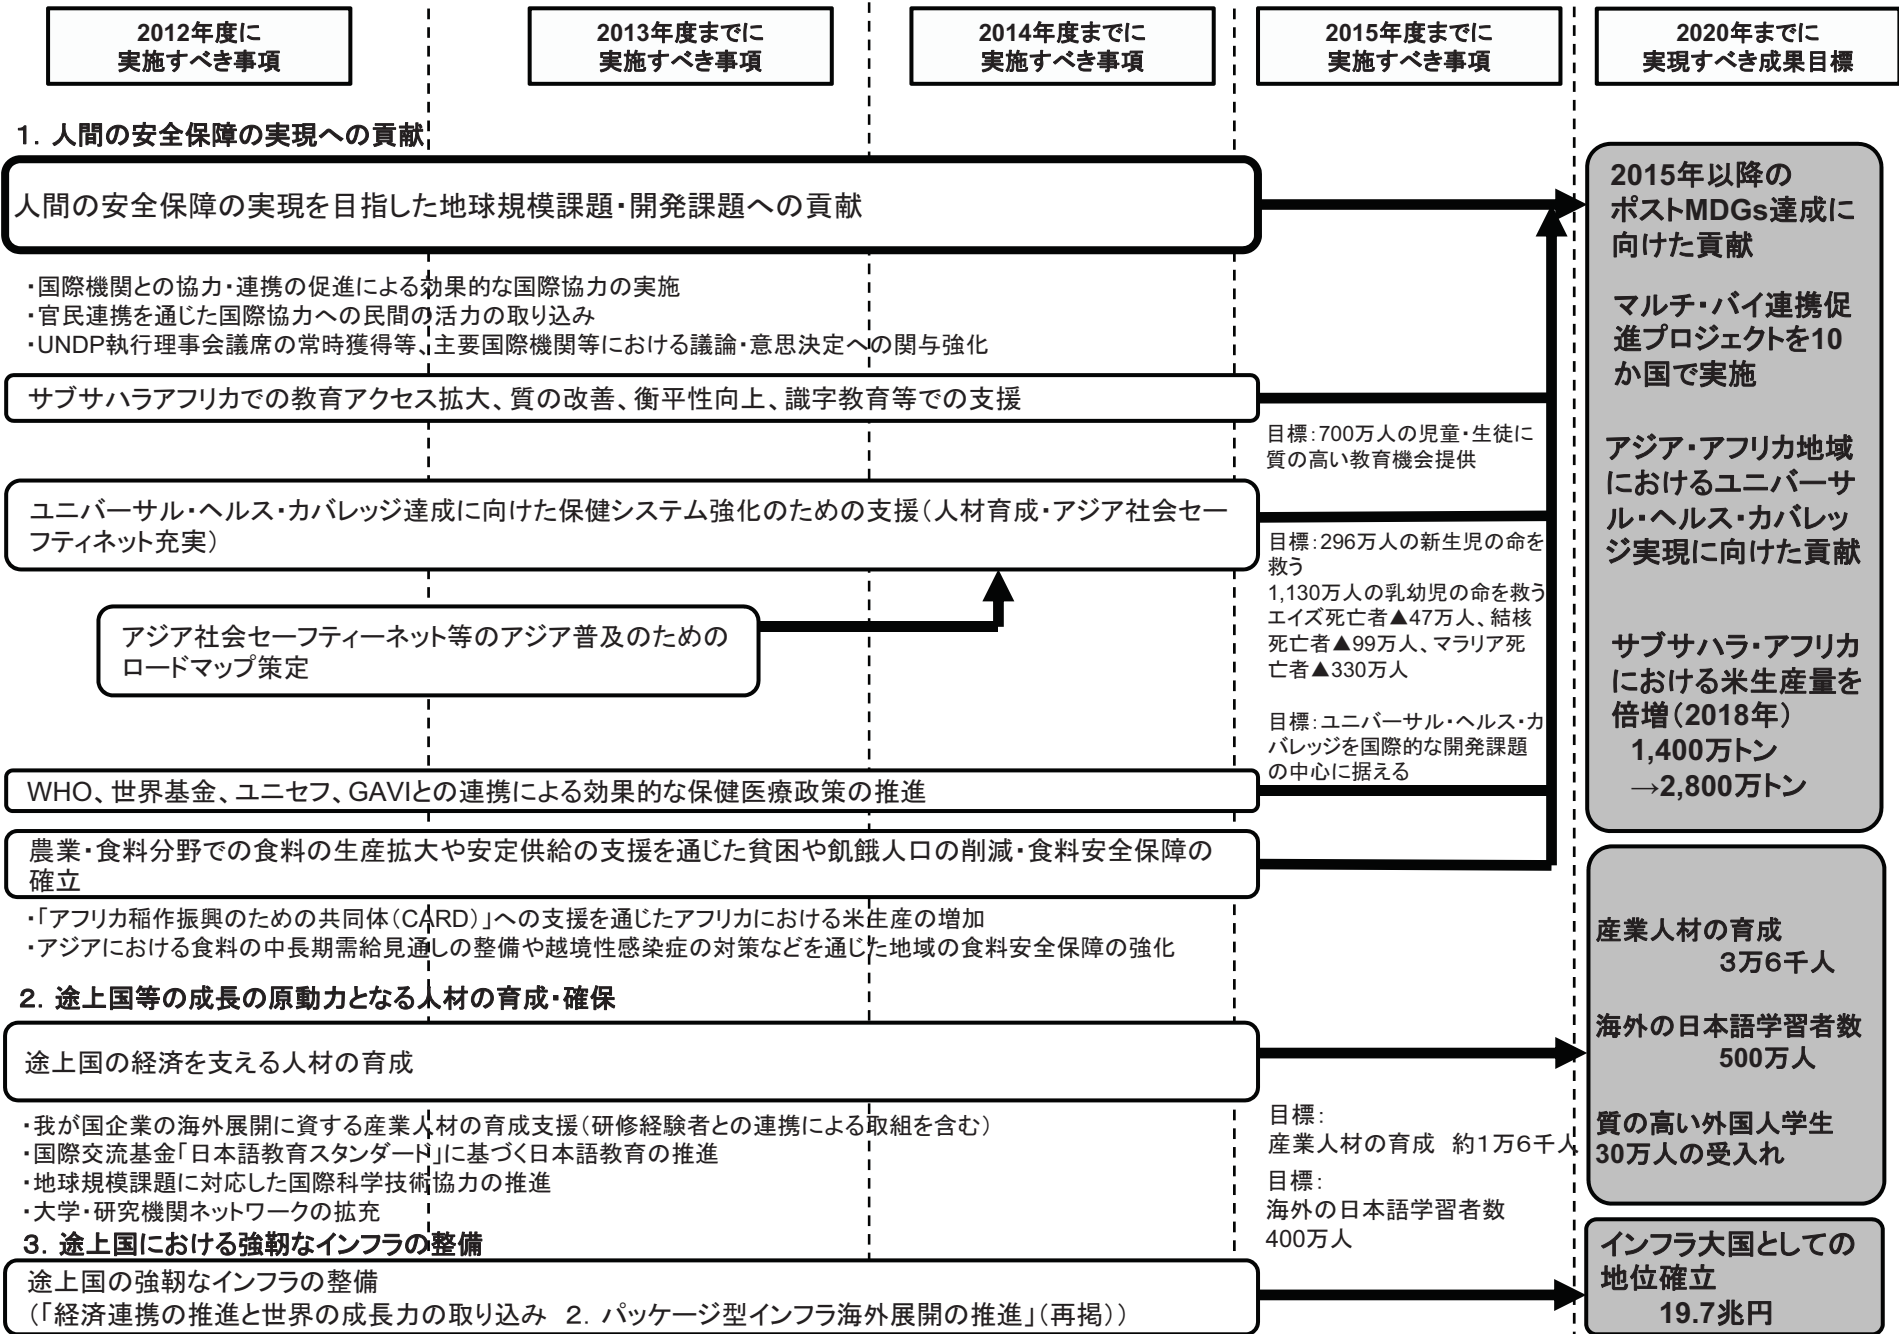 2012年度に
実施すべき事項
2013年度までに
実施すべき事項
2014年度までに
実施すべき事項
2015年度までに
実施すべき事項
2020年までに
実現すべき成果目標
１．人間の安全保障の実現への貢献
人間の安全保障の実現を目指した地球規模課題・開発課題への貢献
・国際機関との協力・連携の促進による効果的な国際協力の実施
・官民連携を通じた国際協力への民間の活力の取り込み
・UNDP執行理事会議席の常時獲得等、主要国際機関等における議論・意思決定への関与強化
サブサハラアフリカでの教育アクセス拡大、質の改善、衡平性向上、識字教育等での支援
目標：700万人の児童・生徒に
質の高い教育機会提供
ユニバーサル・ヘルス・カバレッジ達成に向けた保健システム強化のための支援（人材育成・アジア社会セー
フティネット充実）
目標：296万人の新生児の命を
救う
1,130万人の乳幼児の命を救う
エイズ死亡者▲47万人、結核
死亡者▲99万人、マラリア死
亡者▲330万人
アジア社会セーフティーネット等のアジア普及のための
ロードマップ策定
目標：ユニバーサル・ヘルス・カ
バレッジを国際的な開発課題
の中心に据える
WHO、世界基金、ユニセフ、GAVIとの連携による効果的な保健医療政策の推進
農業・食料分野での食料の生産拡大や安定供給の支援を通じた貧困や飢餓人口の削減・食料安全保障の
確立
・「アフリカ稲作振興のための共同体（CARD）」への支援を通じたアフリカにおける米生産の増加
・アジアにおける食料の中長期需給見通しの整備や越境性感染症の対策などを通じた地域の食料安全保障の強化
2015年以降の
ポストMDGs達成に
向けた貢献
マルチ・バイ連携促
進プロジェクトを10
か国で実施
アジア・アフリカ地域
におけるユニバーサ
ル・ヘルス・カバレッ
ジ実現に向けた貢献
サブサハラ・アフリカ
における米生産量を
倍増（2018年）
1,400万トン
→2,800万トン
２．途上国等の成長の原動力となる人材の育成・確保
途上国の経済を支える人材の育成
・我が国企業の海外展開に資する産業人材の育成支援（研修経験者との連携による取組を含む）
・国際交流基金「日本語教育スタンダード」に基づく日本語教育の推進
・地球規模課題に対応した国際科学技術協力の推進
・大学・研究機関ネットワークの拡充
目標：
産業人材の育成　約1万6千人
目標：
海外の日本語学習者数
400万人
産業人材の育成
３万６千人
海外の日本語学習者数
500万人
質の高い外国人学生
30万人の受入れ
３．途上国における強靭なインフラの整備
途上国の強靭なインフラの整備
（「経済連携の推進と世界の成長力の取り込み　２．パッケージ型インフラ海外展開の推進」（再掲））
インフラ大国としての
地位確立
19.7兆円